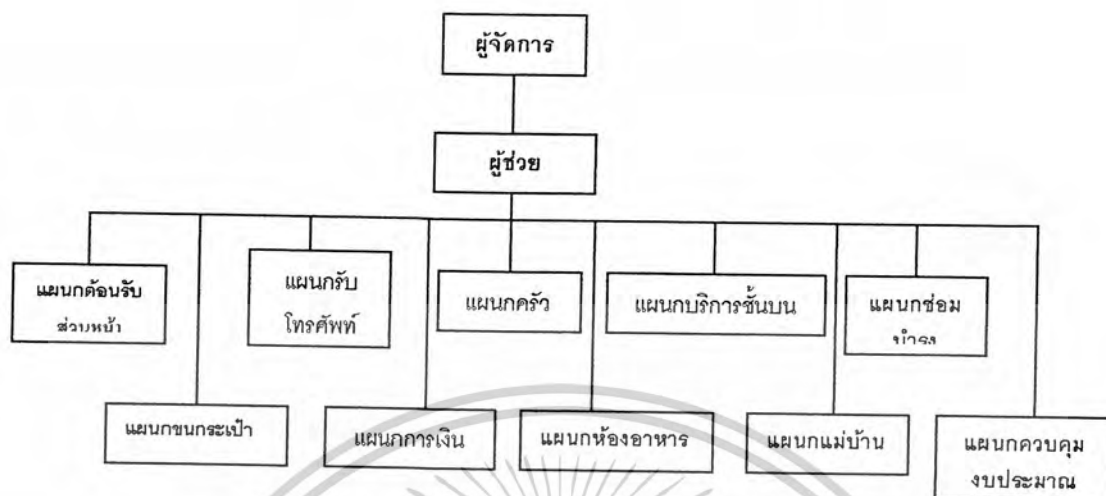 ผู้จัดการ
ผู้ช่วย
แผนกต้อนรับ
ส่วนหน้า
แผนกรับ
โทรศัพท์
แผนกครัว
แผนกบริการชั้นบน
แผนกซ่อม
บำรุง
แผนกขนกระเป๋า
แผนกการเงิน
แผนกห้องอาหาร
แผนกแม่บ้าน
แผนกควบคุม
งบประมาณ